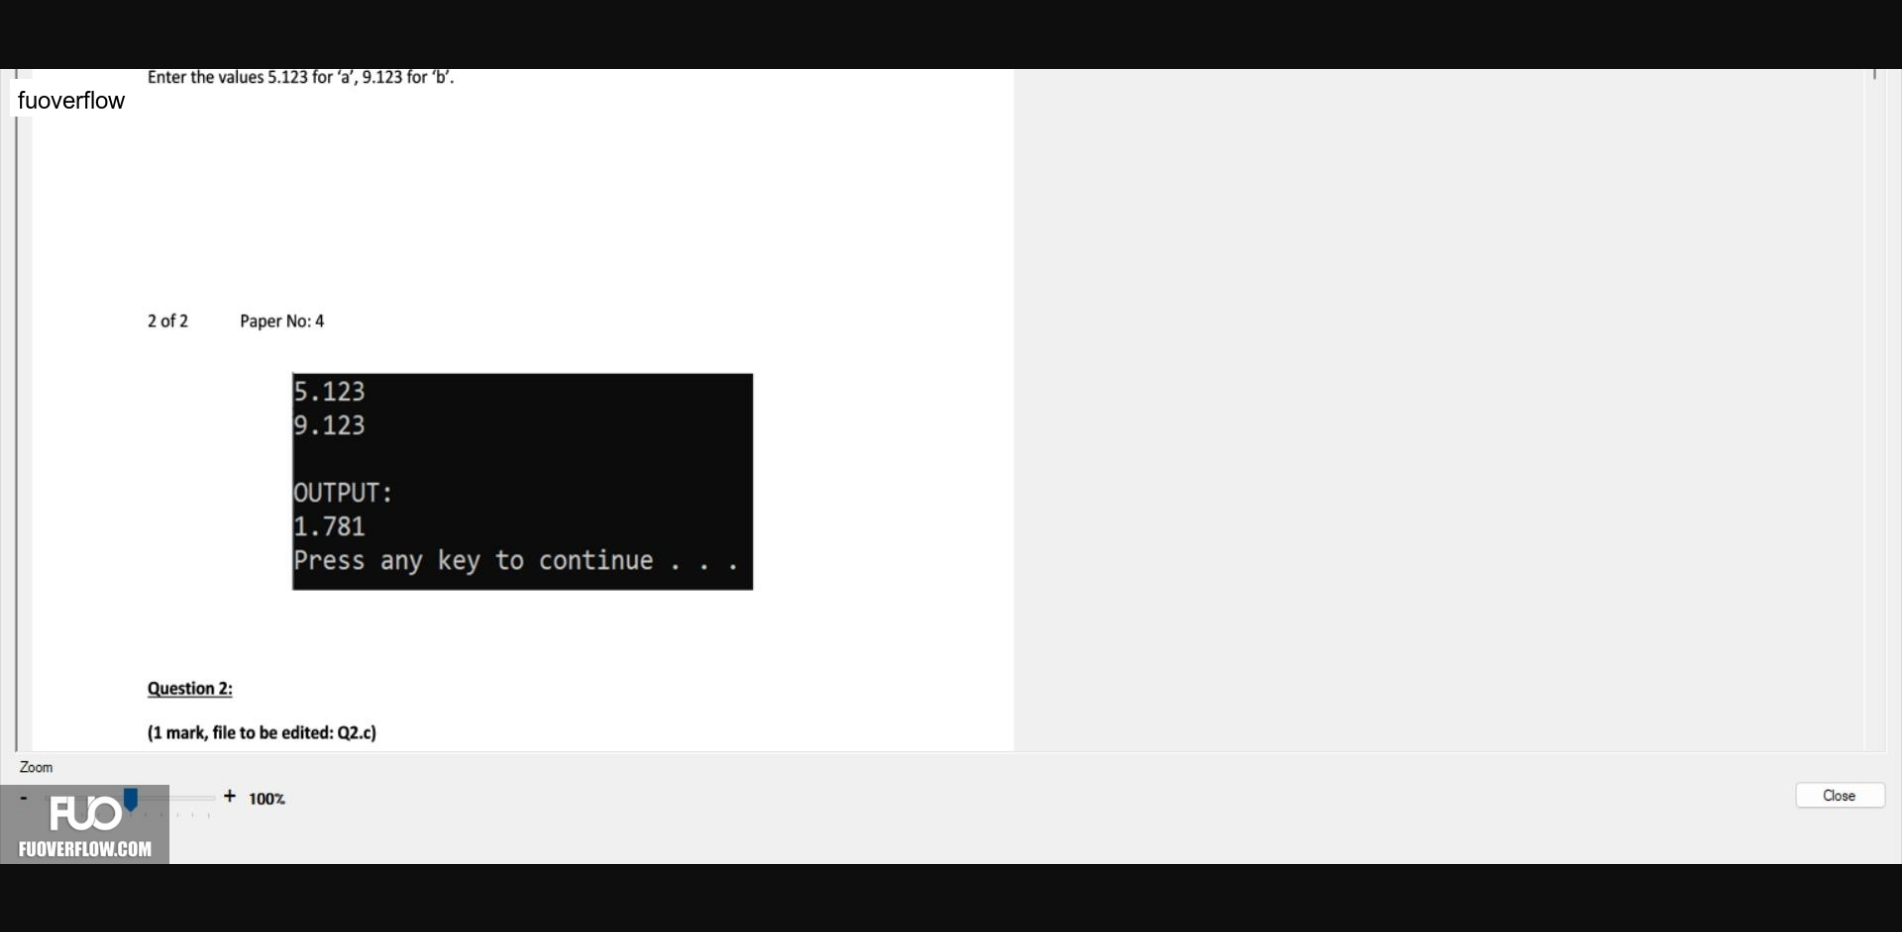 Enter the values 5.123 for ‘a’, 9.123 for ‘b’.
fuoverflow
2 of 2 Paper No: 4
5.123
9.123
OUTPUT:
1.781
Press any key to continue . . .
Question 2:
(1 mark, file to be edited: Q2.c)
Zoom
- + 100%
Close
FUO
FUOVERFLOW.COM